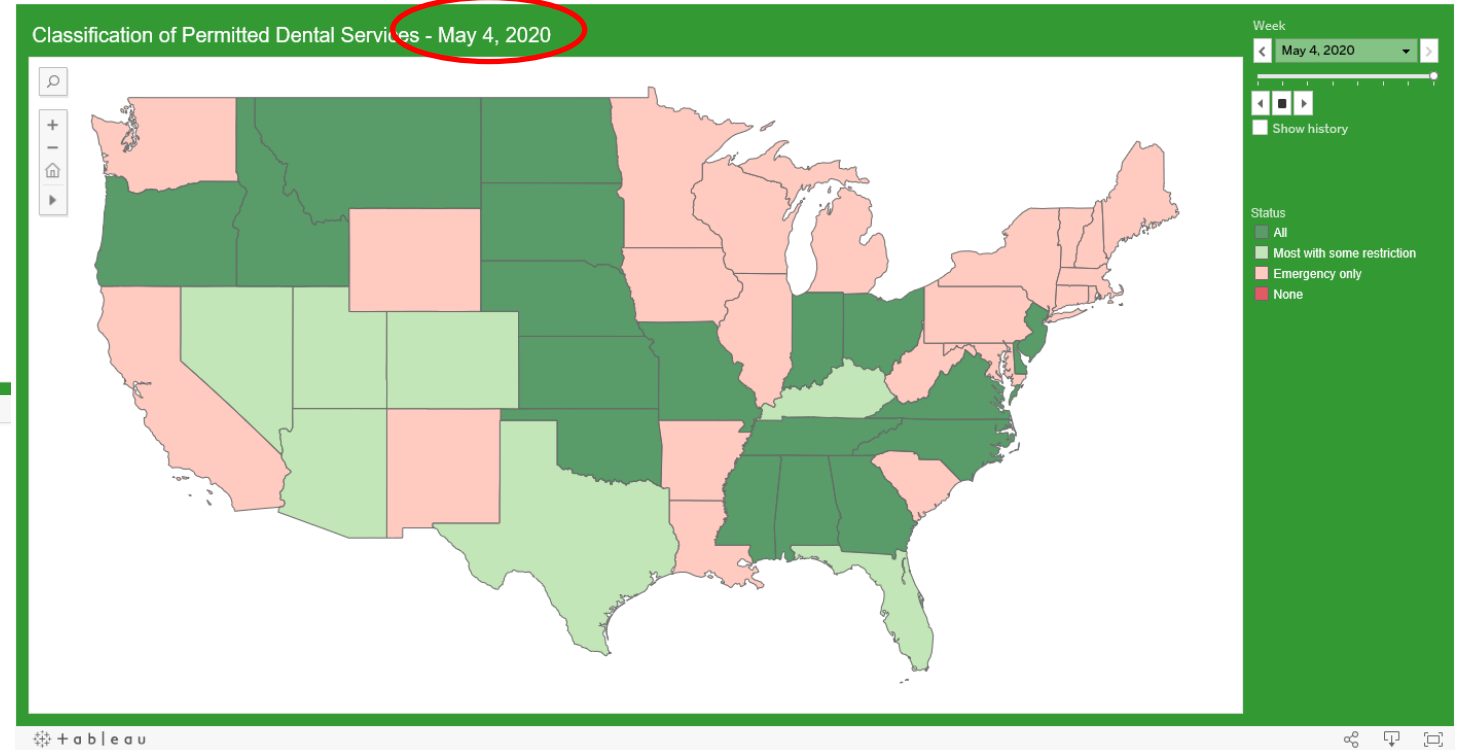 Classification of Permitted Dental Services - May 4, 2020
Week
May 4, 2020
Show history
Status
All
Most with some restriction
Emergency only
None
+ a b l e a u